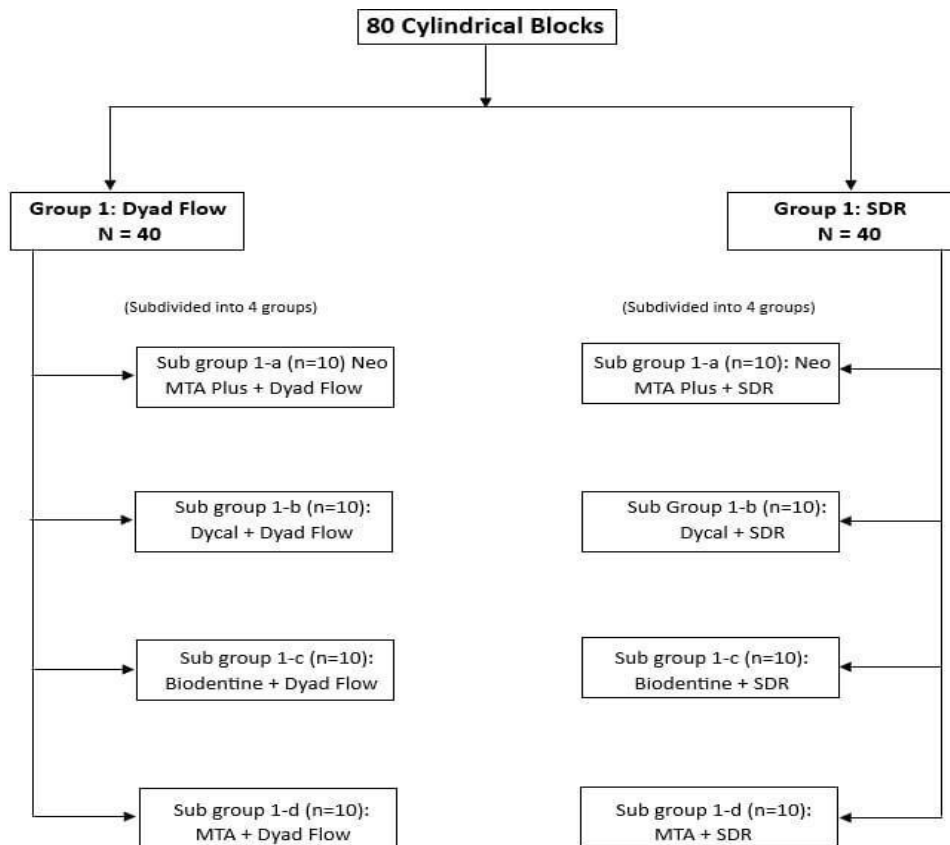 80 Cylindrical Blocks
Group 1: Dyad Flow
N = 40
Group 1: SDR
N = 40
(Subdivided into 4 groups)
(Subdivided into 4 groups)
Sub group 1-a (n=10) Neo
MTA Plus + Dyad Flow
Sub group 1-a (n=10): Neo
MTA Plus + SDR
Sub group 1-b (n=10):
Dycal + Dyad Flow
Sub Group 1-b (n=10):
Dycal + SDR
Sub group 1-c (n=10):
Biodentine + Dyad Flow
Sub group 1-c (n=10):
Biodentine + SDR
Sub group 1-d (n=10):
MTA + Dyad Flow
Sub group 1-d (n=10):
MTA + SDR